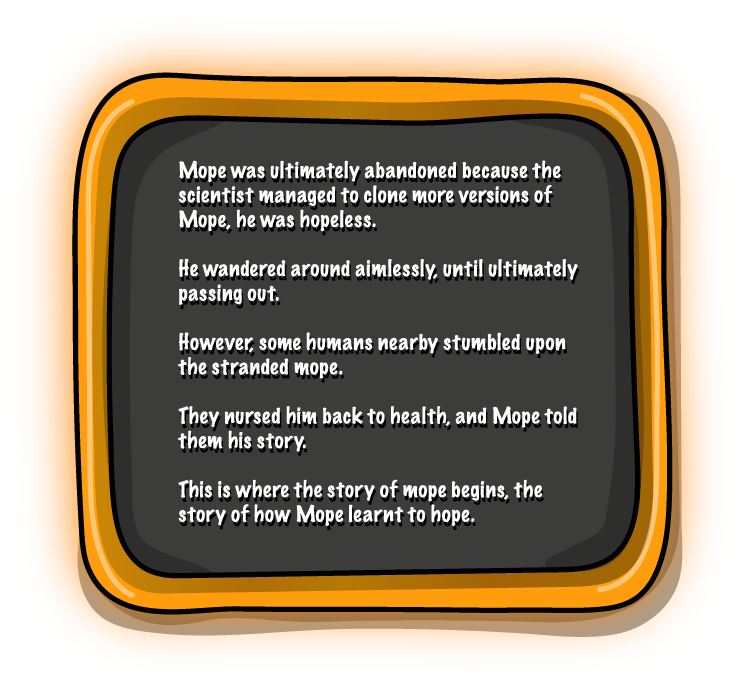 Mope was ultimately abandoned because the
scientist managed to clone more versions of
Mope, he was hopeless.
He wandered around aimlessly, until ultimately
passing out.
However, some humans nearby stumbled upon
the stranded mope.
They nursed him back to health, and Mope told
them his story.
This is where the story of mope begins, the
story of how Mope learnt to hope.